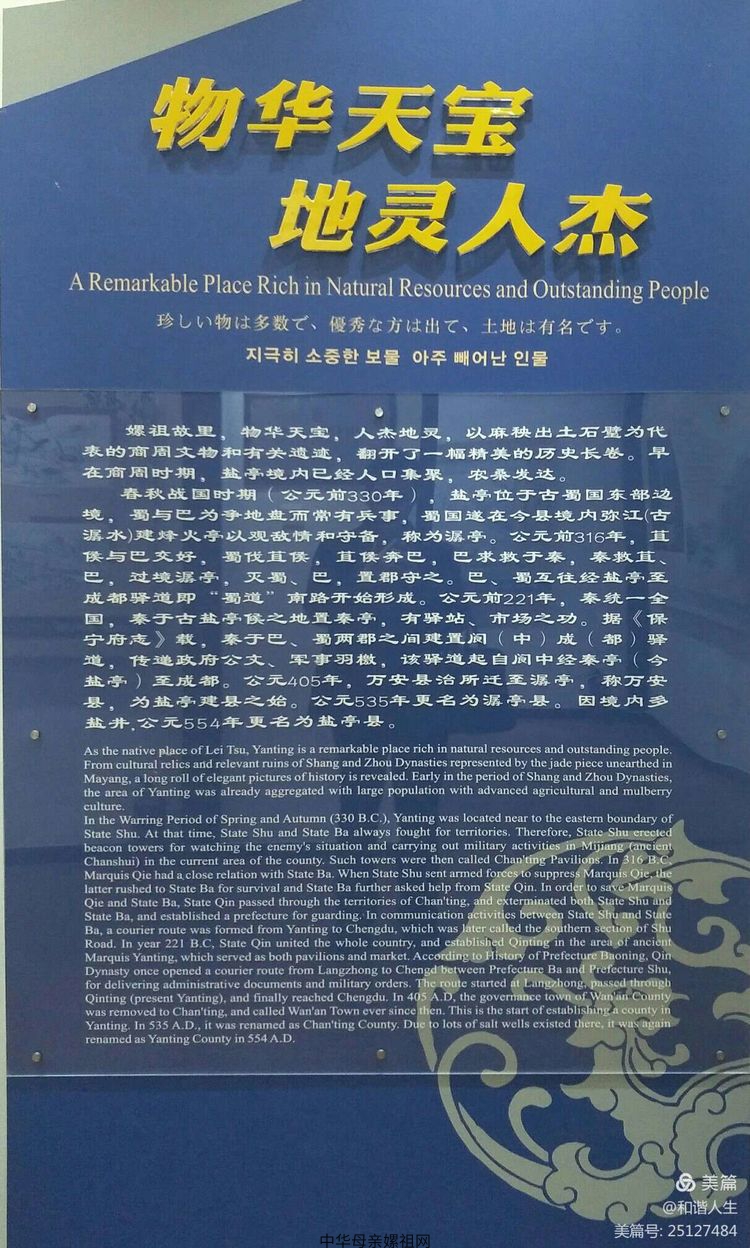 物华天宝
地灵人杰
A Remarkable Place Rich in Natural Resources and Outstanding People
珍しい物は多数で、優秀な方は出て、土地は有名です。
지극히 소중한 보물 아주 빼어난 인물
嫘祖故里，物华天宝，人杰地灵，以麻秧出土石璧为代
表的商周文物和有关遗迹，翻开了一幅精美的历史长卷。早
在商周时期，盐亭境内已经人口集聚，农桑发达。
春秋战国时期（公元前330年），盐亭位于古蜀国东部边
境，蜀与巴为争地盘而常有兵事，蜀国遂在今县境内弥江(古
潺水)建烽火亭以观敌情和守备，称为潺亭。公元前316年，苴
侯与巴交好，蜀伐苴侯，苴侯奔巴，巴求救于秦，秦救苴、
巴，过境潺亭，灭蜀、巴，置郡守之。巴、蜀互往经盐亭至
成都驿道即“蜀道”南路开始形成。公元前221年，秦统一全
国，秦于古盐亭侯之地置秦亭，有驿站、市场之功。据《保
宁府志》载，秦于巴、蜀两郡之间建置阆（中）成（都）驿
道，传递政府公文、军事羽檄，该驿道起自阆中经秦亭（今
盐亭）至成都。公元405年，万安县治所迁至潺亭，称万安
县，为盐亭建县之始。公元535年更名为潺亭县。因境内多
盐井,公元554年更名为盐亭县。
As the native place of Lei Tsu, Yanting is a remarkable place rich in natural resources and outstanding people.
From cultural relics and relevant ruins of Shang and Zhou Dynasties represented by the jade piece unearthed in
Mayang, a long roll of elegant pictures of history is revealed. Early in the period of Shang and Zhou Dynasties,
the area of Yanting was already aggregated with large population with advanced agricultural and mulberry
culture.
In the Warring Period of Spring and Autumn (330 B.C.), Yanting was located near to the eastern boundary of
State Shu. At that time, State Shu and State Ba always fought for territories. Therefore, State Shu erected
beacon towers for watching the enemy's situation and carrying out military activities in Mijiang (ancient
Chanshui) in the current area of the county. Such towers were then called Chan'ting Pavilions. In 316 B.C,
Marquis Qie had a close relation with State Ba. When State Shu sent armed forces to suppress Marquis Qie, the
latter rushed to State Ba for survival and State Ba further asked help from State Qin. In order to save Marquis
Qie and State Ba, State Qin passed through the territories of Chan'ting, and extermined both State Shu and
State Ba, and established a prefecture for guarding. In communication activities between State Shu and State
Ba, a courier route was formed from Yanting to Chengdu, which was later called the southern section of Shu
Road. In year 221 B.C, State Qin united the whole country, and established Qinting in the area of ancient
Marquis Yanting, which served as both pavilions and market. According to History of Prefecture Baoning, Qin
Dynasty once opened a courier route from Langzhong to Chengd between Prefecture Ba and Prefecture Shu,
for delivering administrative documents and military orders. The route started at Langzhong, passed through
Qinting (present Yanting), and finally reached Chengdu. In 405 A.D, the governance town of Wan'an County
was removed to Chan'ting, and called Wan'an Town ever since then. This is the start of establishing a county in
Yanting. In 535 A.D., it was renamed as Chan'ting County. Due to lots of salt wells existed there, it was again
renamed as Yanting County in 554 A.D.
美篇
@和谐人生
美篇号: 25127484
中华母亲嫘祖网